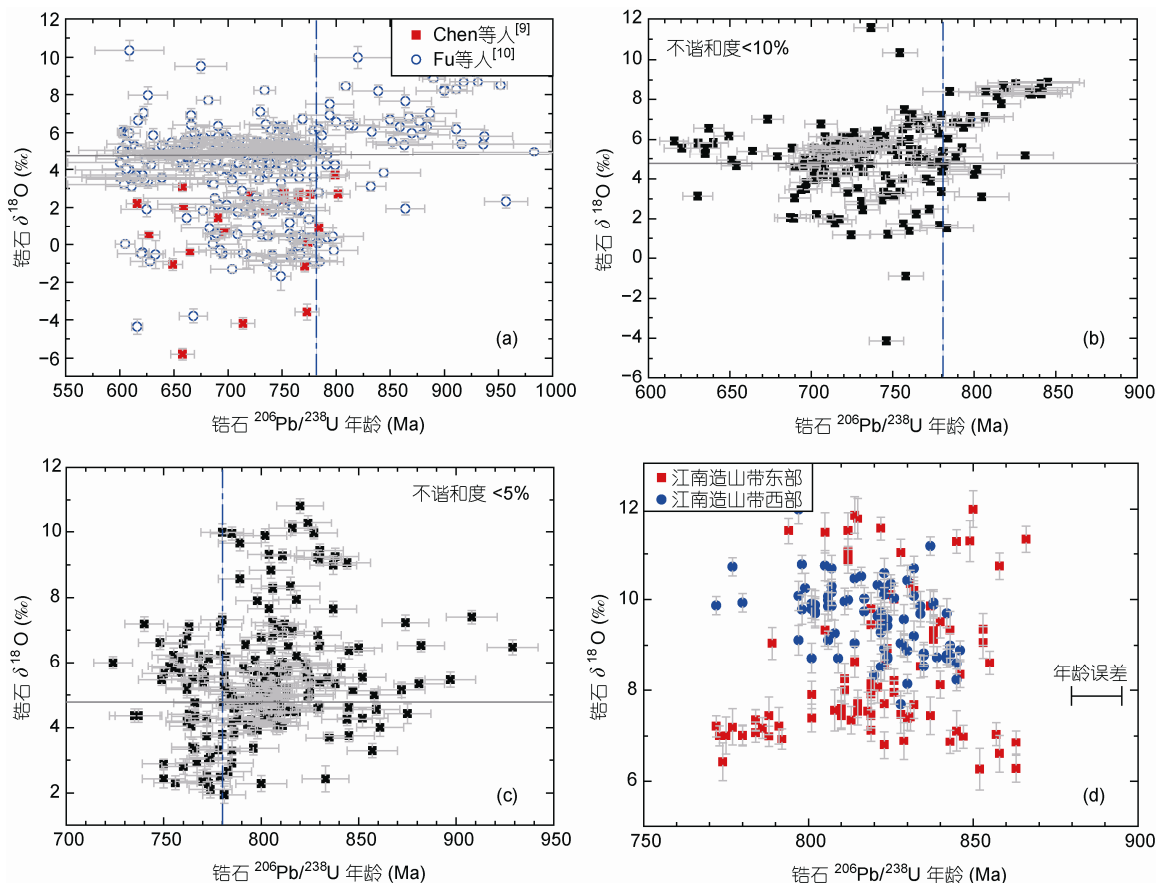 12
10
8
6
4
2
0
−2
−4
−6
550 600 650 700 750 800 850 900 950 1000
锆石 δ18O (‰)
锆石 206Pb/238U 年龄 (Ma)
Chen等人[9]
Fu等人[10]
(a)
12
10
8
6
4
2
0
−2
−4
−6
600 650 700 750 800 850 900
锆石 δ18O (‰)
锆石 206Pb/238U 年龄 (Ma)
不谐和度<10%
(b)
12
10
8
6
4
2
700 750 800 850 900 950
锆石 δ18O (‰)
锆石 206Pb/238U 年龄 (Ma)
不谐和度 <5%
(c)
12
10
8
6
750 800 850 900
锆石 δ18O (‰)
锆石 206Pb/238U 年龄 (Ma)
江南造山带东部
江南造山带西部
年龄误差
(d)